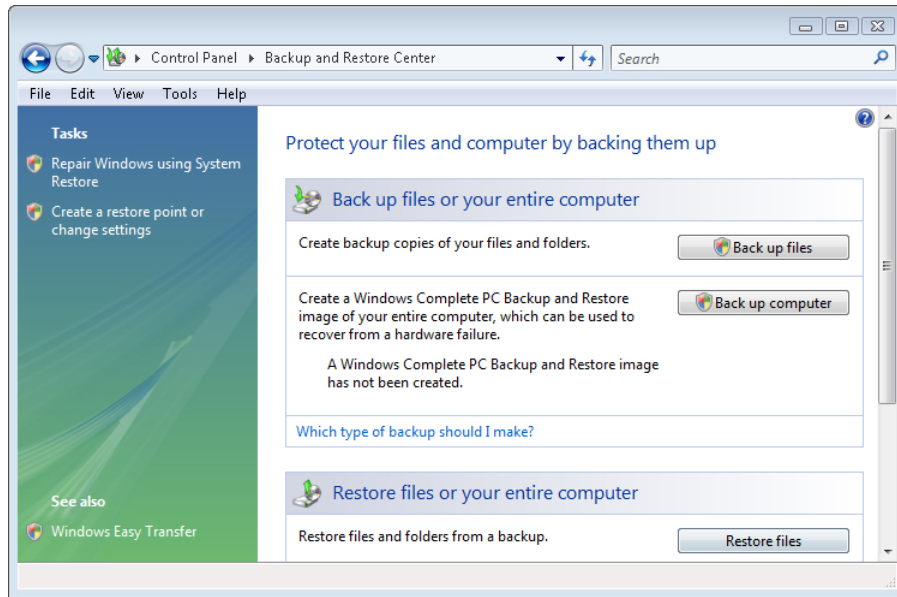 Control Panel Backup and Restore Center Search
File Edit View Tools Help
Tasks
Repair Windows using System
Restore
Create a restore point or
change settings
See also
Windows Easy Transfer
Protect your files and computer by backing them up
Back up files or your entire computer
Create backup copies of your files and folders.
Back up files
Create a Windows Complete PC Backup and Restore
image of your entire computer, which can be used to
recover from a hardware failure.
Back up computer
A Windows Complete PC Backup and Restore image
has not been created.
Which type of backup should I make?
Restore files or your entire computer
Restore files and folders from a backup.
Restore files